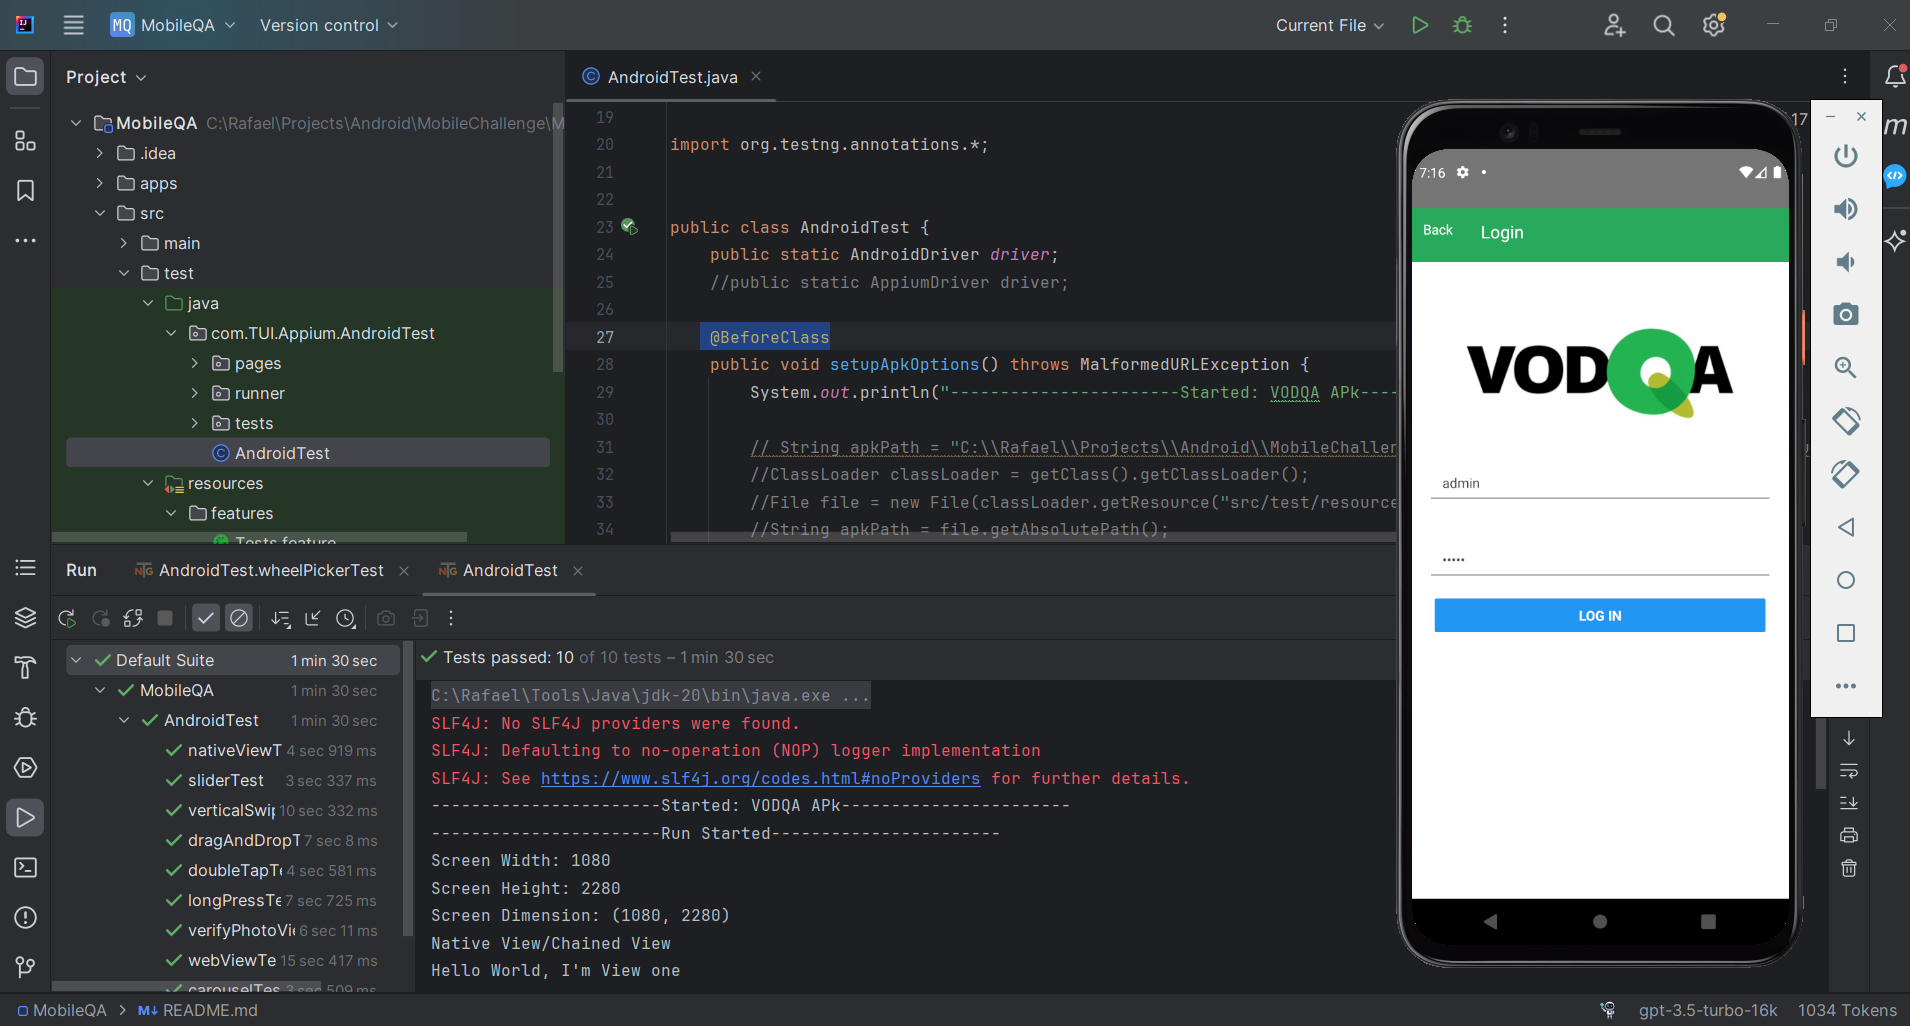 MQ MobileQA Version control Current File
Project
MobileQA C:\Rafael\Projects\Android\MobileChallenge\M
.idea
apps
src
main
test
java
com.TUI.Appium.AndroidTest
pages
runner
tests
AndroidTest
resources
features
Tests.feature
AndroidTest.java
19
20 import org.testng.annotations.*;
21
22
23 public class AndroidTest {
24 public static AndroidDriver driver;
25 //public static AppiumDriver driver;
26
27 @BeforeClass
28 public void setupApkOptions() throws MalformedURLException {
29 System.out.println("-----------------------Started: VODQA APk----
30
31 // String apkPath = "C:\\Rafael\\Projects\\Android\\MobileChallen
32 //ClassLoader classLoader = getClass().getClassLoader();
33 //File file = new File(classLoader.getResource("src/test/resource
34 //String apkPath = file.getAbsolutePath();
17
m
7:16
Back Login
VODQA
admin
•••••
LOG IN
Run AndroidTest.wheelPickerTest AndroidTest
Default Suite 1 min 30 sec
MobileQA 1 min 30 sec
AndroidTest 1 min 30 sec
nativeViewT 4 sec 919 ms
sliderTest 3 sec 337 ms
verticalSwip 10 sec 332 ms
dragAndDropT 7 sec 8 ms
doubleTapTe 4 sec 581 ms
longPressTe 7 sec 725 ms
verifyPhotoVie 6 sec 11 ms
webViewTe 15 sec 417 ms
carouselTes 3 sec 509 ms
Tests passed: 10 of 10 tests – 1 min 30 sec
C:\Rafael\Tools\Java\jdk-20\bin\java.exe ...
SLF4J: No SLF4J providers were found.
SLF4J: Defaulting to no-operation (NOP) logger implementation
SLF4J: See https://www.slf4j.org/codes.html#noProviders for further details.
-----------------------Started: VODQA APk-----------------------
-----------------------Run Started-----------------------
Screen Width: 1080
Screen Height: 2280
Screen Dimension: (1080, 2280)
Native View/Chained View
Hello World, I'm View one
MobileQA > M↓ README.md
gpt-3.5-turbo-16k 1034 Tokens